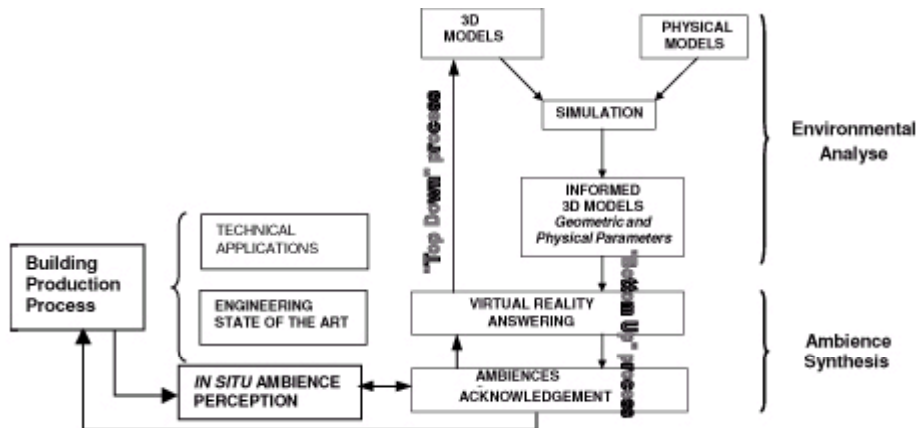 3D
MODELS
PHYSICAL
MODELS
"Top Down" process
SIMULATION
Environmental
Analyse
INFORMED
3D MODELS
Geometric and
Physical Parameters
TECHNICAL
APPLICATIONS
Building
Production
Process
ENGINEERING
STATE OF THE ART
VIRTUAL REALITY
ANSWERING
"Bottom Up" process
Ambience
Synthesis
IN SITU AMBIENCE
PERCEPTION
AMBIENCES
ACKNOWLEDGEMENT